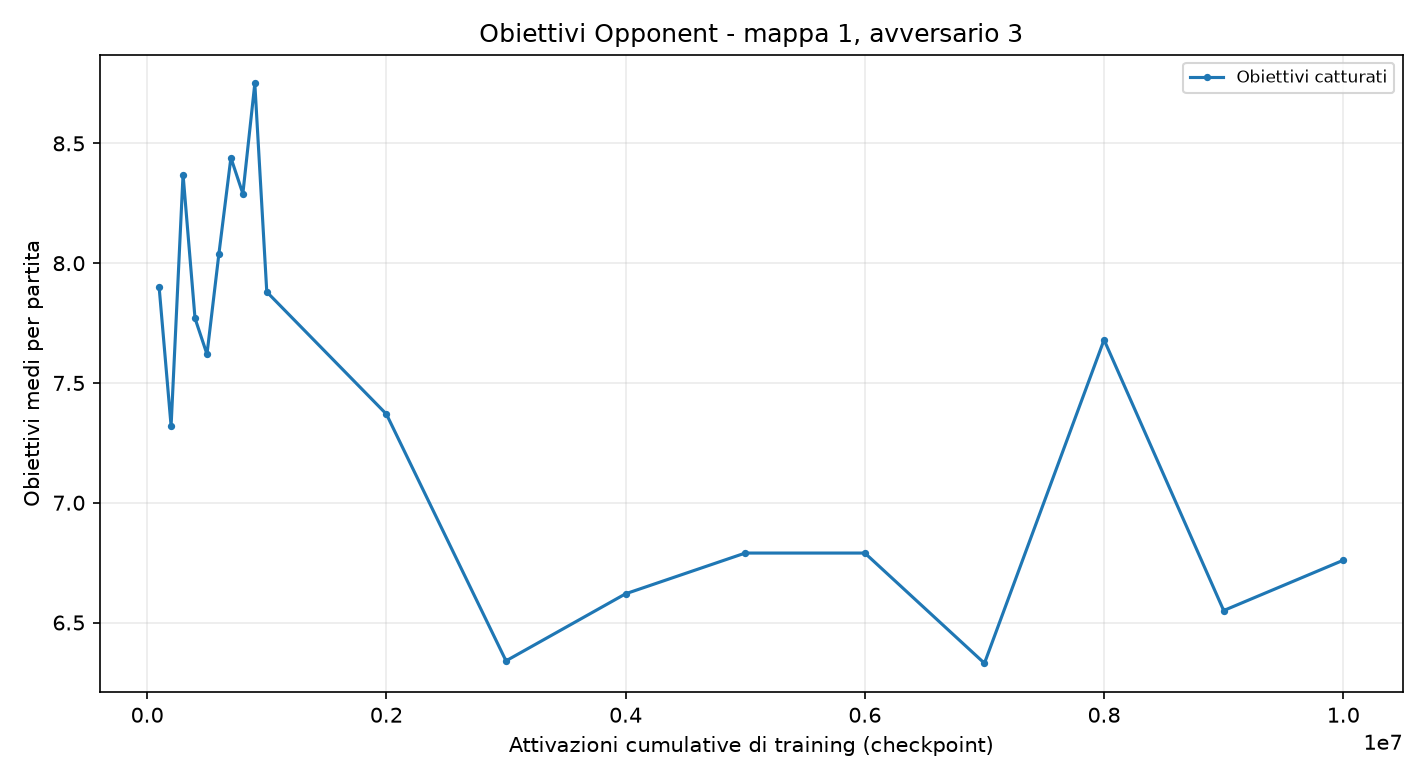 Obiettivi Opponent - mappa 1, avversario 3
Obiettivi catturati
Obiettivi medi per partita
8.5
8.0
7.5
7.0
6.5
0.0 0.2 0.4 0.6 0.8 1.0
1e7
Attivazioni cumulative di training (checkpoint)